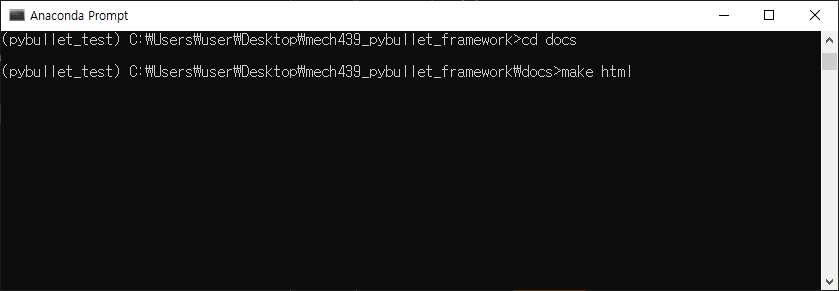 Anaconda Prompt
(pybullet_test) C:₩Users₩user₩Desktop₩mech439_pybullet_framework>cd docs
(pybullet_test) C:₩Users₩user₩Desktop₩mech439_pybullet_framework₩docs>make html